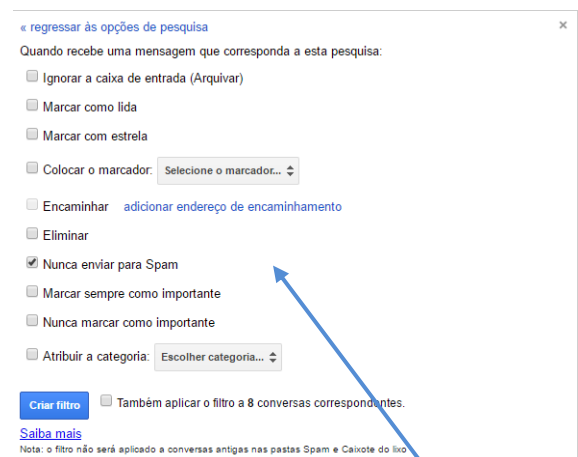 « regressar às opções de pesquisa
×
Quando recebe uma mensagem que corresponda a esta pesquisa:
Ignorar a caixa de entrada (Arquivar)
Marcar como lida
Marcar com estrela
Colocar o marcador: Selecione o marcador...
Encaminhar adicionar endereço de encaminhamento
Eliminar
Nunca enviar para Spam
Marcar sempre como importante
Nunca marcar como importante
Atribuir a categoria: Escolher categoria...
Criar filtro Também aplicar o filtro a 8 conversas correspondentes.
Saiba mais
Nota: o filtro não será aplicado a conversas antigas nas pastas Spam e Caixote do lixo